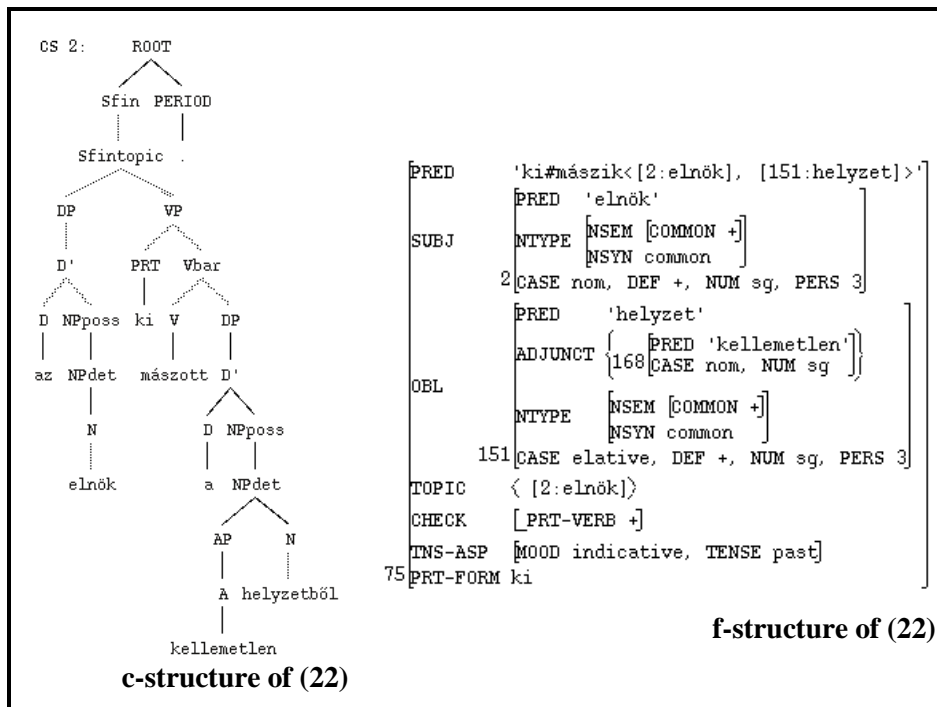 CS 2: ROOT
Sfin PERIOD
Sfintopic .
DP VP
D' PRT Vbar
D NPposs ki V DP
az NPdet mászott D'
N D NPposs
elnök a NPdet
AP N
A helyzetből
kellemetlen
c-structure of (22)
PRED 'ki#mászik<[2:elnök], [151:helyzet]>'
PRED 'elnök'
SUBJ NTYPE NSEM [COMMON +]
NSYN common
2 CASE nom, DEF +, NUM sg, PERS 3
PRED 'helyzet'
ADJUNCT { 168 [PRED 'kellemetlen'
CASE nom, NUM sg] }
OBL
NTYPE [NSEM [COMMON +]
NSYN common]
151 [CASE elative, DEF +, NUM sg, PERS 3]
TOPIC { [2:elnök]}
CHECK [_PRT-VERB +]
TNS-ASP [MOOD indicative, TENSE past]
75 PRT-FORM ki
f-structure of (22)